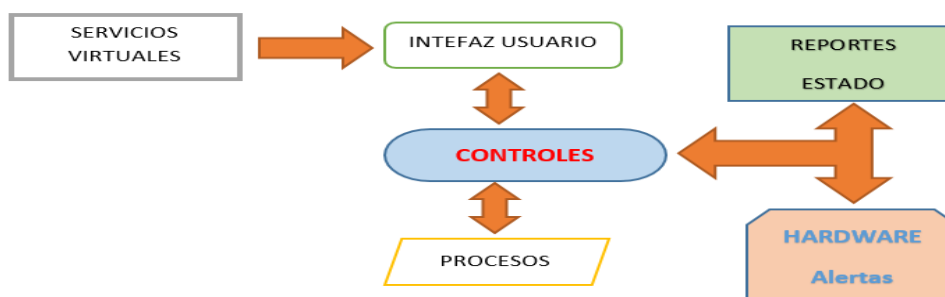 SERVICIOS
VIRTUALES
INTEFAZ USUARIO
REPORTES
ESTADO
CONTROLES
PROCESOS
HARDWARE
Alertas